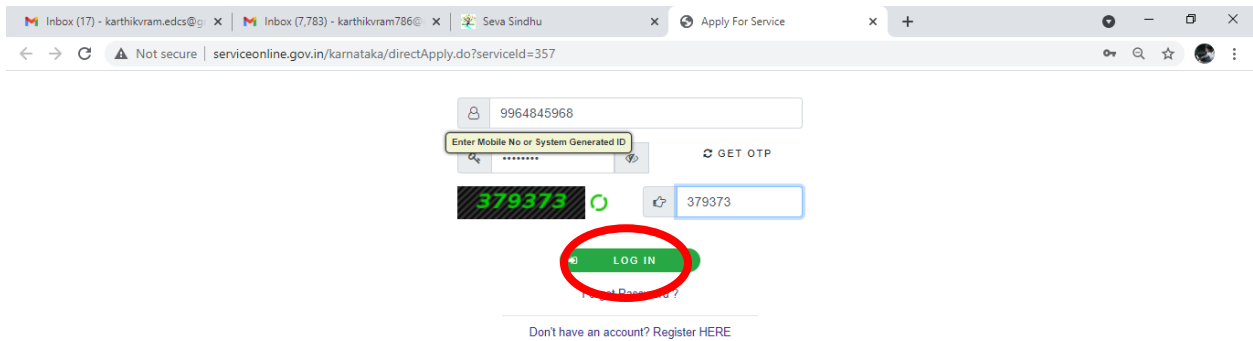 Inbox (17) - karthikvram.edcs@g
Inbox (7,783) - karthikvram786@
Seva Sindhu
Apply For Service
Not secure | serviceonline.gov.in/karnataka/directApply.do?serviceId=357
9964845968
Enter Mobile No or System Generated ID
GET OTP
379373
379373
LOG IN
Forgot Password ?
Don't have an account? Register HERE